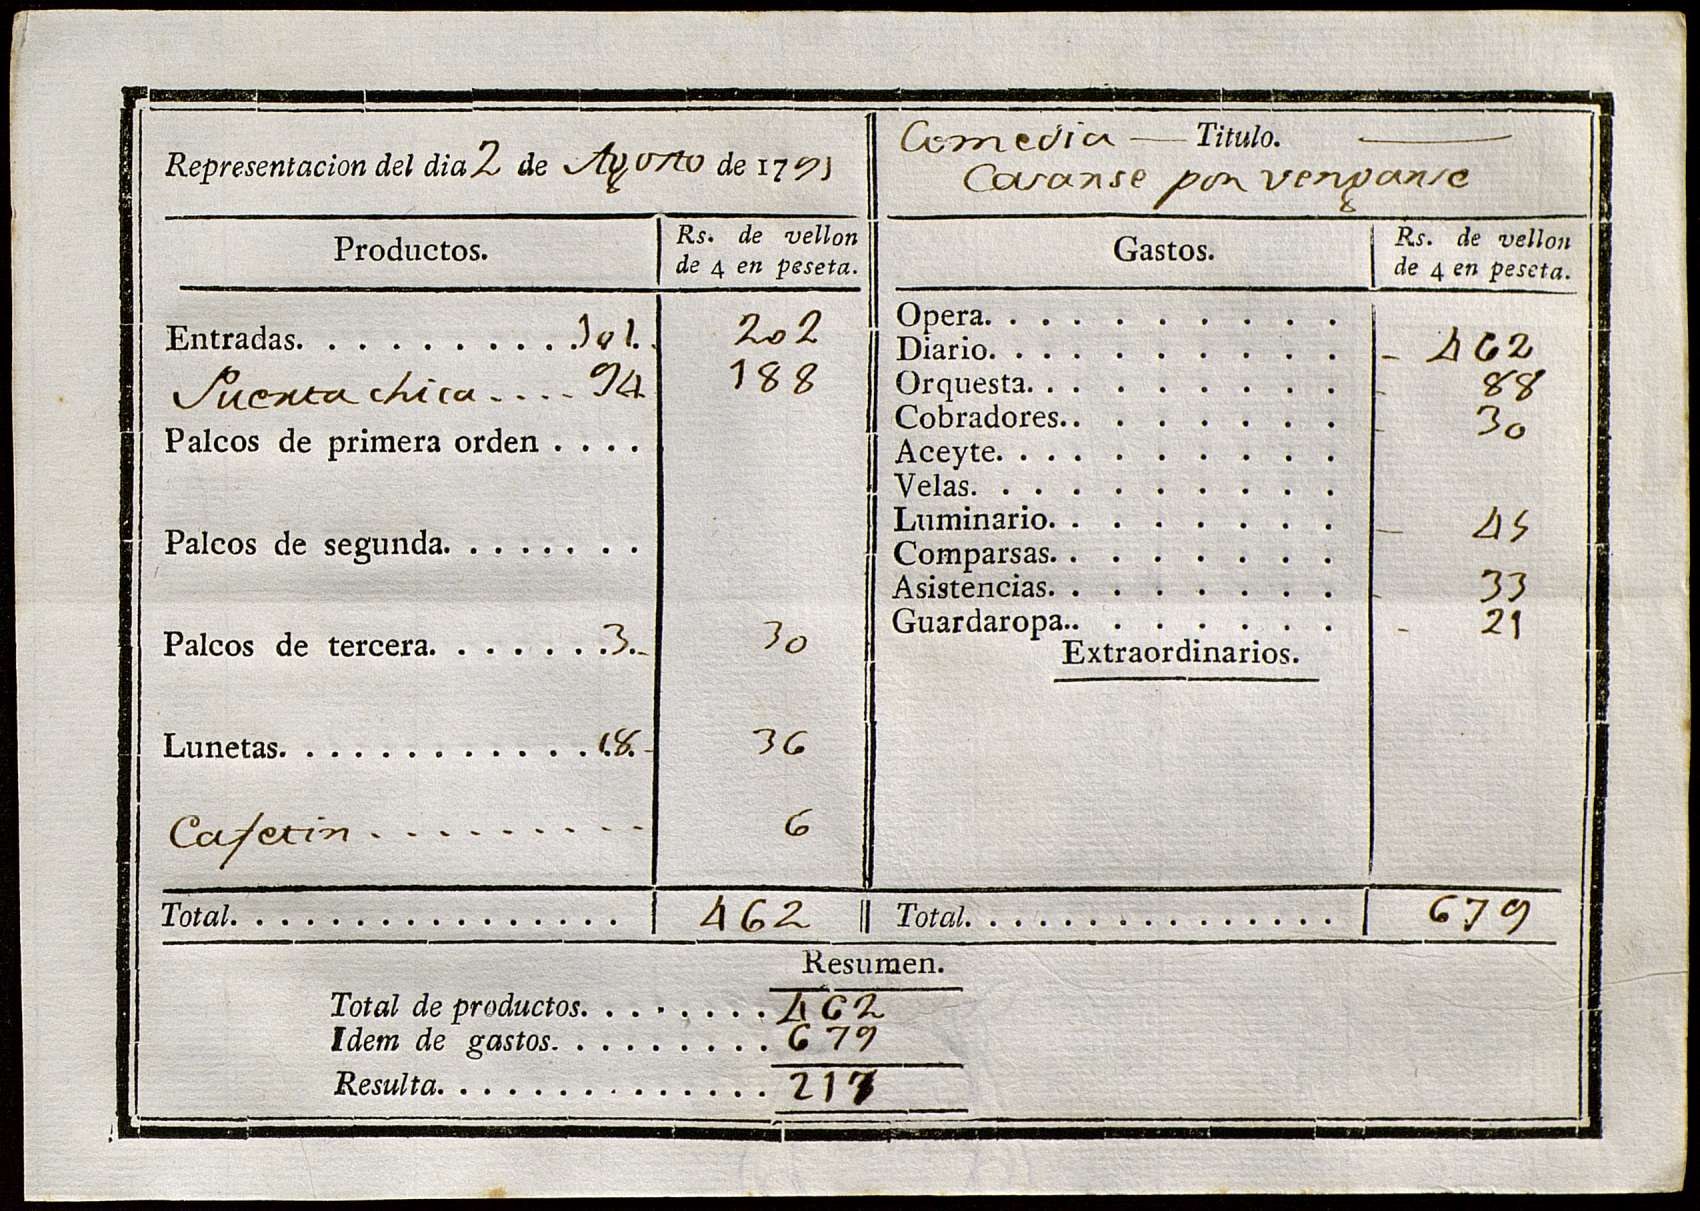 Representacion del dia 2 de Agosto de 1791
Comedia — Titulo. —
Casanse por vengarse
Productos.
Rs. de vellon
de 4 en peseta.
Entradas. . . . . . . . . . . 101. 202
Puerta chica - . . . 94 188
Palcos de primera orden . . . .
Palcos de segunda. . . . . . . .
Palcos de tercera. . . . . . . . 3. 30
Lunetas. . . . . . . . . . . . . 18. 36
Cafetin . - - - - - - - - 6
Total. . . . . . . . . . . . . . . . 462
Gastos.
Rs. de vellon
de 4 en peseta.
Opera. . . . . . . . . .
Diario. . . . . . . . . . - 462
Orquesta. . . . . . . . . - 88
Cobradores.. . . . . . . - 30
Aceyte. . . . . . . . . .
Velas. . . . . . . . . .
Luminario. . . . . . . . - 45
Comparsas. . . . . . . .
Asistencias. . . . . . . . - 33
Guardaropa.. . . . . . . - 21
Extraordinarios.
Total. . . . . . . . . . . . . . . 679
Resumen.
Total de productos. . . . . . . . 462
Idem de gastos. . . . . . . . . 679
Resulta. . . . . . . . . . . . . . 217